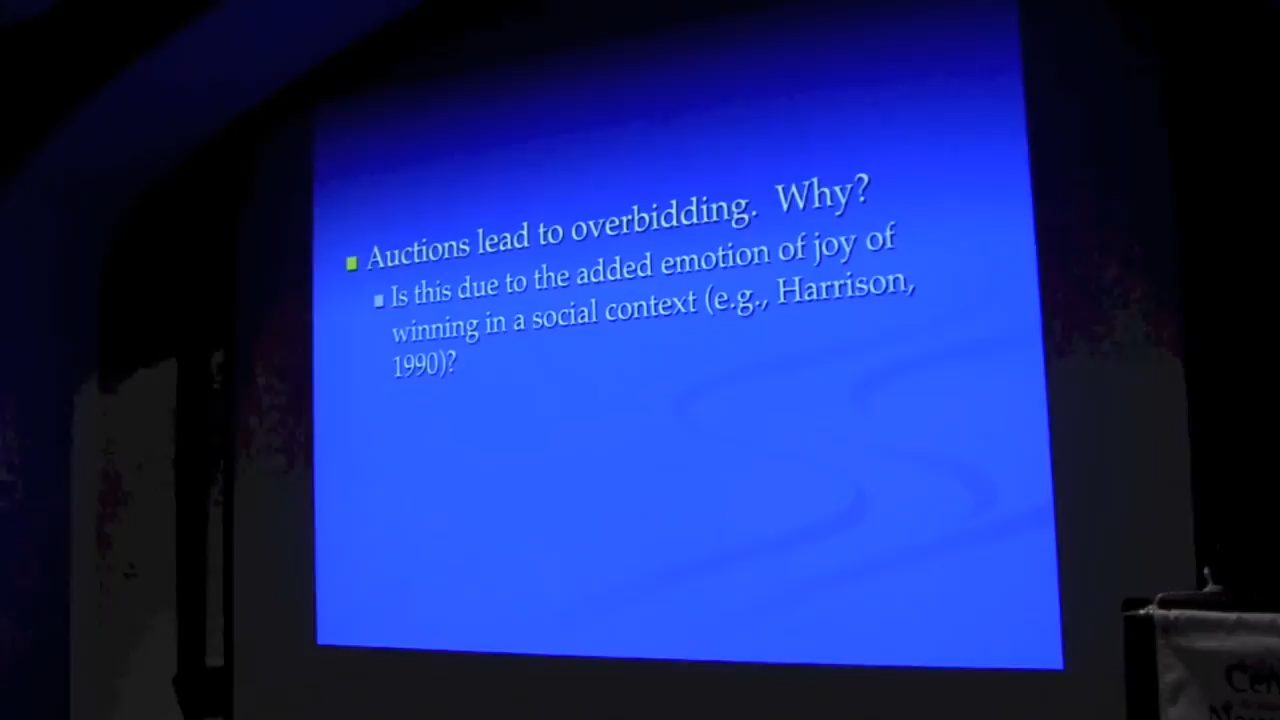 Auctions lead to overbidding. Why?
Is this due to the added emotion of joy of
winning in a social context (e.g., Harrison,
1990)?